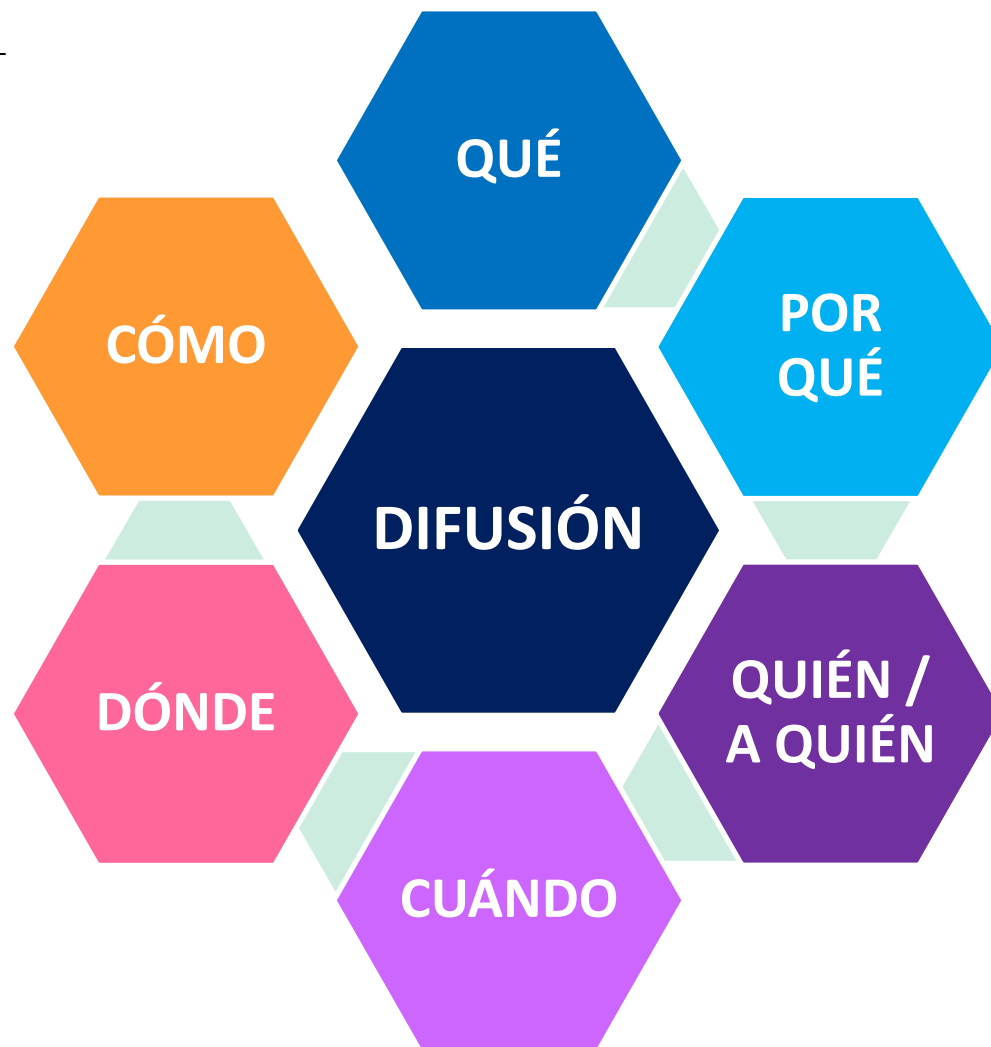 QUÉ
POR
QUÉ
QUIÉN /
A QUIÉN
CUÁNDO
DÓNDE
CÓMO
DIFUSIÓN